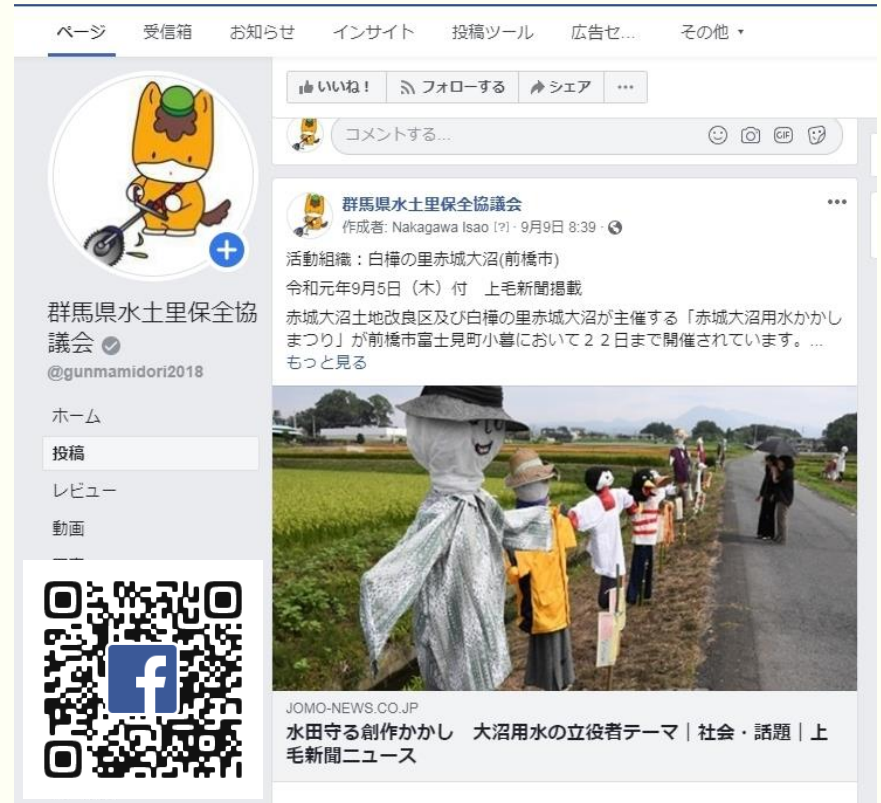 ページ 受信箱 お知らせ インサイト 投稿ツール 広告セ... その他
いいね！ フォローする シェア ...
コメントする...
GIF
群馬県水土里保全協議会
作成者: Nakagawa Isao [?]· 9月9日 8:39 ·
活動組織：白樺の里赤城大沼(前橋市)
令和元年9月5日（木）付　上毛新聞掲載
赤城大沼土地改良区及び白樺の里赤城大沼が主催する「赤城大沼用水かかし
まつり」が前橋市富士見町小暮において２２日まで開催されています。...
もっと見る
群馬県水土里保全協
議会
@gunmamidori2018
ホーム
投稿
レビュー
動画
JOMO-NEWS.CO.JP
水田守る創作かかし　大沼用水の立役者テーマ｜社会・話題｜上
毛新聞ニュース